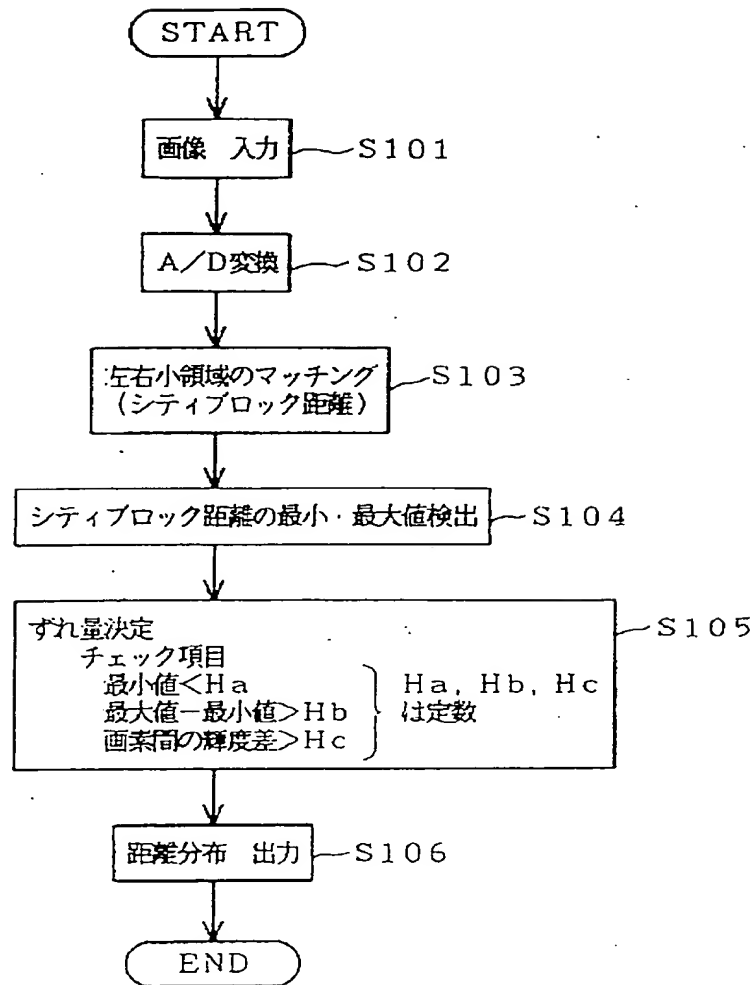 START
画像 入力 S101
A/D変換 S102
左右小領域のマッチング S103
(シティブロック距離)
シティブロック距離の最小・最大値検出 S104
ずれ量決定 S105
チェック項目
最小値<Ha Ha, Hb, Hc
最大値-最小値>Hb は定数
画素間の輝度差>Hc
距離分布 出力 S106
END